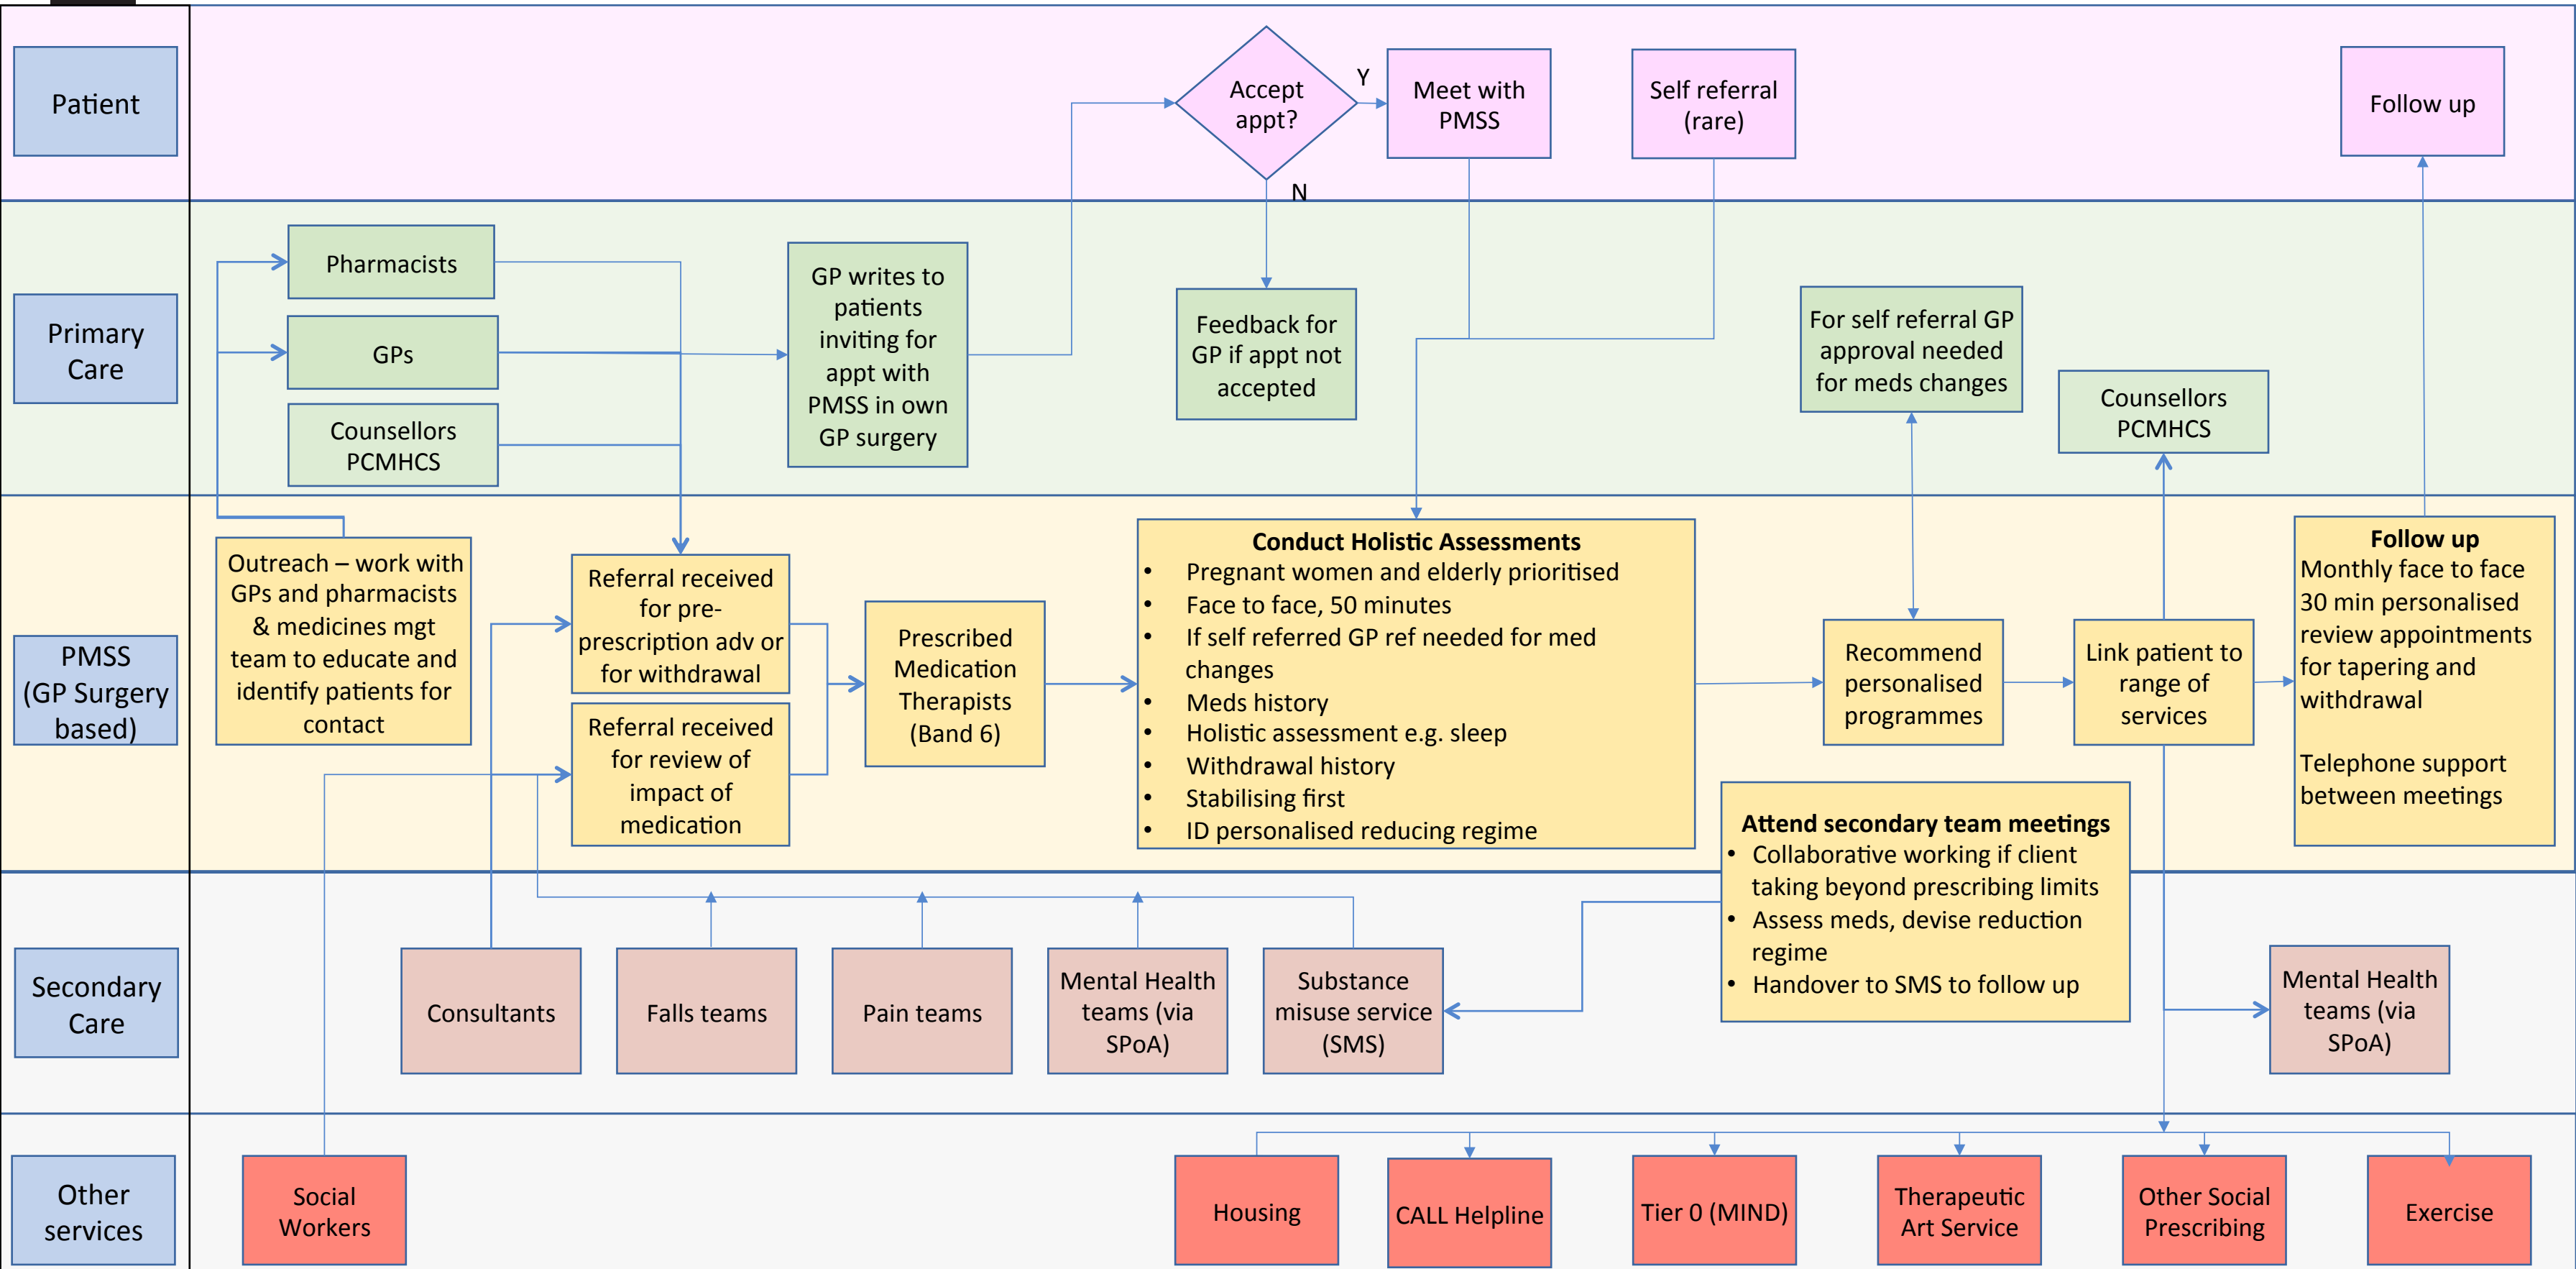 Patient
Accept
appt?
Y
N
Meet with
PMSS
Self referral
(rare)
Follow up
Primary
Care
Pharmacists
GPs
Counsellors
PCMHCS
GP writes to
patients
inviting for
appt with
PMSS in own
GP surgery
Feedback for
GP if appt not
accepted
For self referral GP
approval needed
for meds changes
Counsellors
PCMHCS
PMSS
(GP Surgery
based)
Outreach – work with
GPs and pharmacists
& medicines mgt
team to educate and
identify patients for
contact
Referral received
for pre-
prescription adv or
for withdrawal
Referral received
for review of
impact of
medication
Prescribed
Medication
Therapists
(Band 6)
Conduct Holistic Assessments
• Pregnant women and elderly prioritised
• Face to face, 50 minutes
• If self referred GP ref needed for med
changes
• Meds history
• Holistic assessment e.g. sleep
• Withdrawal history
• Stabilising first
• ID personalised reducing regime
Recommend
personalised
programmes
Link patient to
range of
services
Follow up
Monthly face to face
30 min personalised
review appointments
for tapering and
withdrawal
Telephone support
between meetings
Attend secondary team meetings
• Collaborative working if client
taking beyond prescribing limits
• Assess meds, devise reduction
regime
• Handover to SMS to follow up
Secondary
Care
Consultants
Falls teams
Pain teams
Mental Health
teams (via
SPoA)
Substance
misuse service
(SMS)
Mental Health
teams (via
SPoA)
Other
services
Social
Workers
Housing
CALL Helpline
Tier 0 (MIND)
Therapeutic
Art Service
Other Social
Prescribing
Exercise